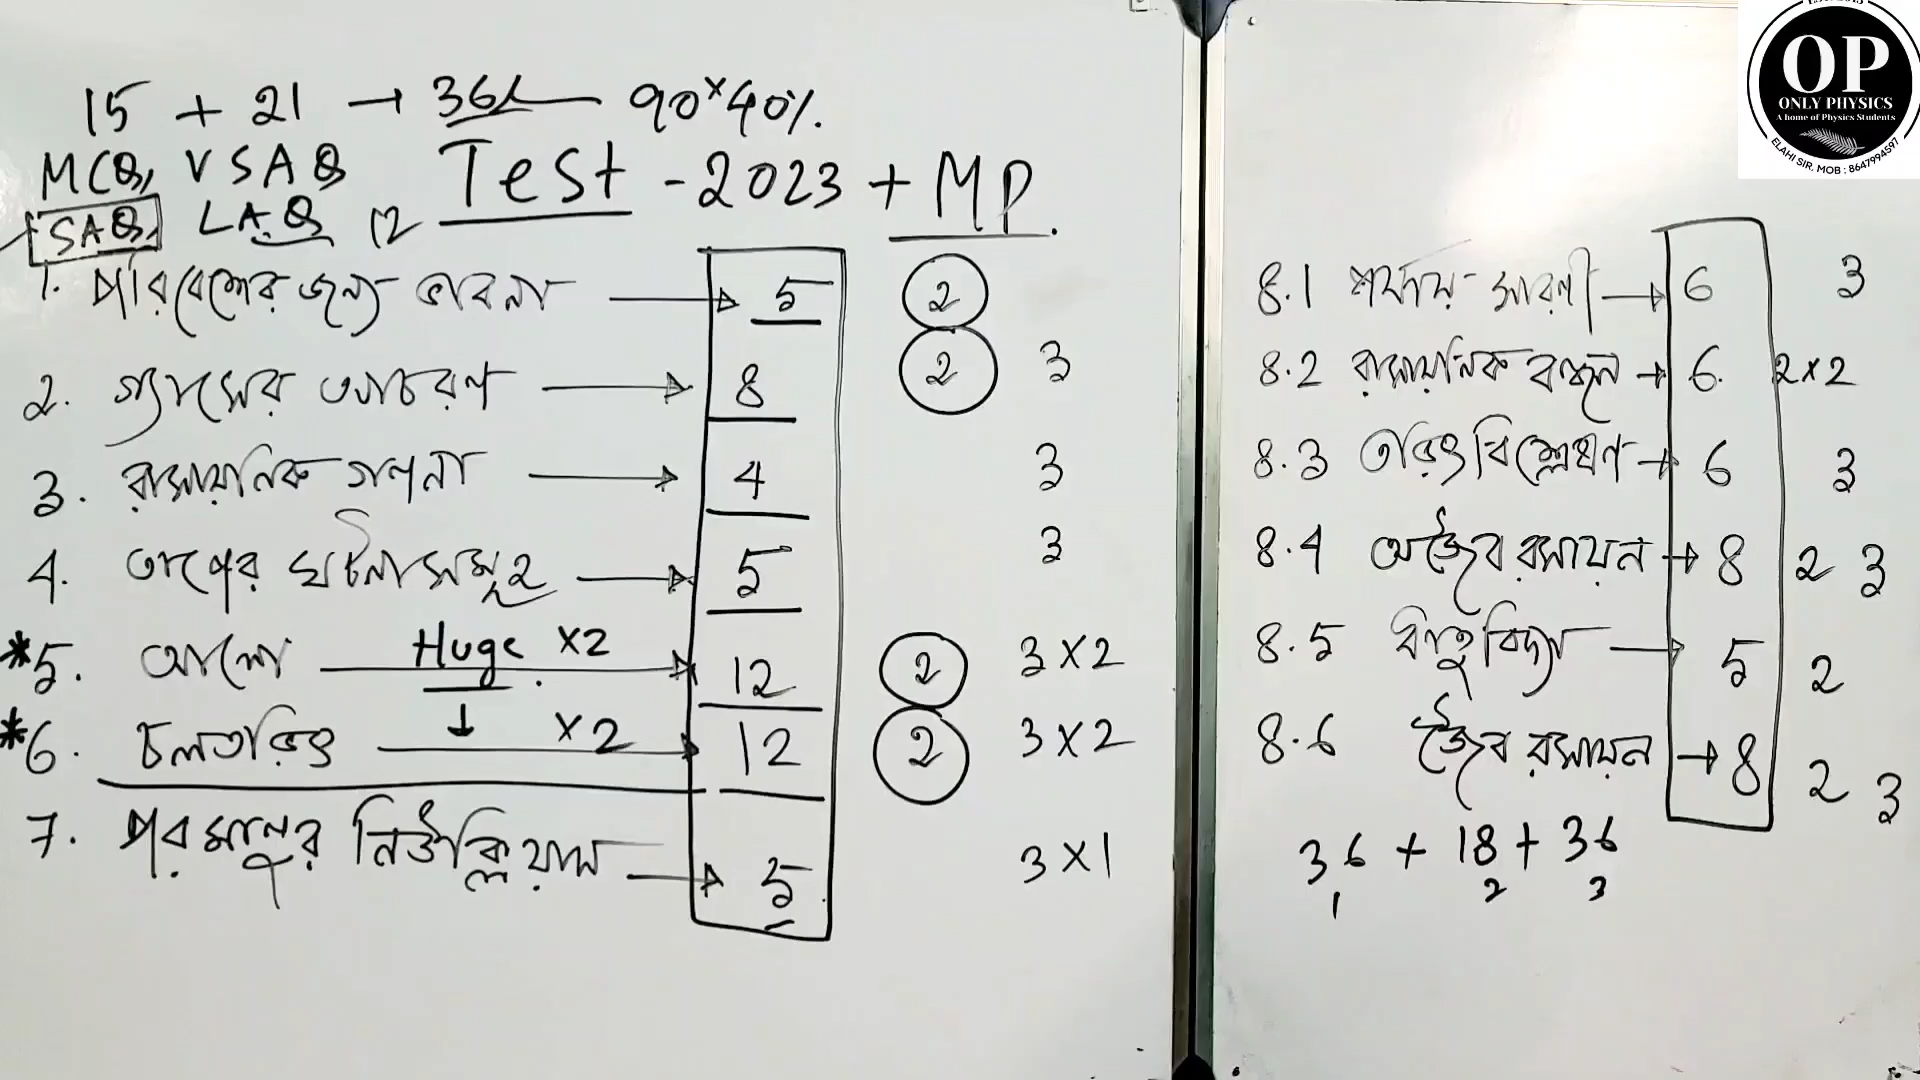 15 + 21 → 36 90×40%.
MCQ, VSAQ Test - 2023 + MP.
SAQ, LAQ 12
1. পরিবেশের জন্য ভাবনা → 5 2
2. গ্যাসের আচরণ → 8 2 3
3. রাসায়নিক গণনা → 4 3
4. তাপের ঘটনাসমূহ → 5 3
*5. আলো Huge ×2 → 12 2 3×2
*6. চলতড়িৎ ↓ ×2 → 12 2 3×2
7. পরমাণুর নিউক্লিয়াস → 5 3×1
8.1 পর্যায় সারণী → 6 3
8.2 রাসায়নিক বন্ধন → 6. 2×2
8.3 তড়িৎ বিশ্লেষণ → 6 3
8.4 অজৈব রসায়ন → 8 2 3
8.5 ধাতুবিদ্যা → 5 2
8.6 জৈব রসায়ন → 8 2 3
36 + 18 + 36
1 2 3
OP
ONLY PHYSICS
A home of Physics Students
ELAHI SIR, MOB : 8647994597